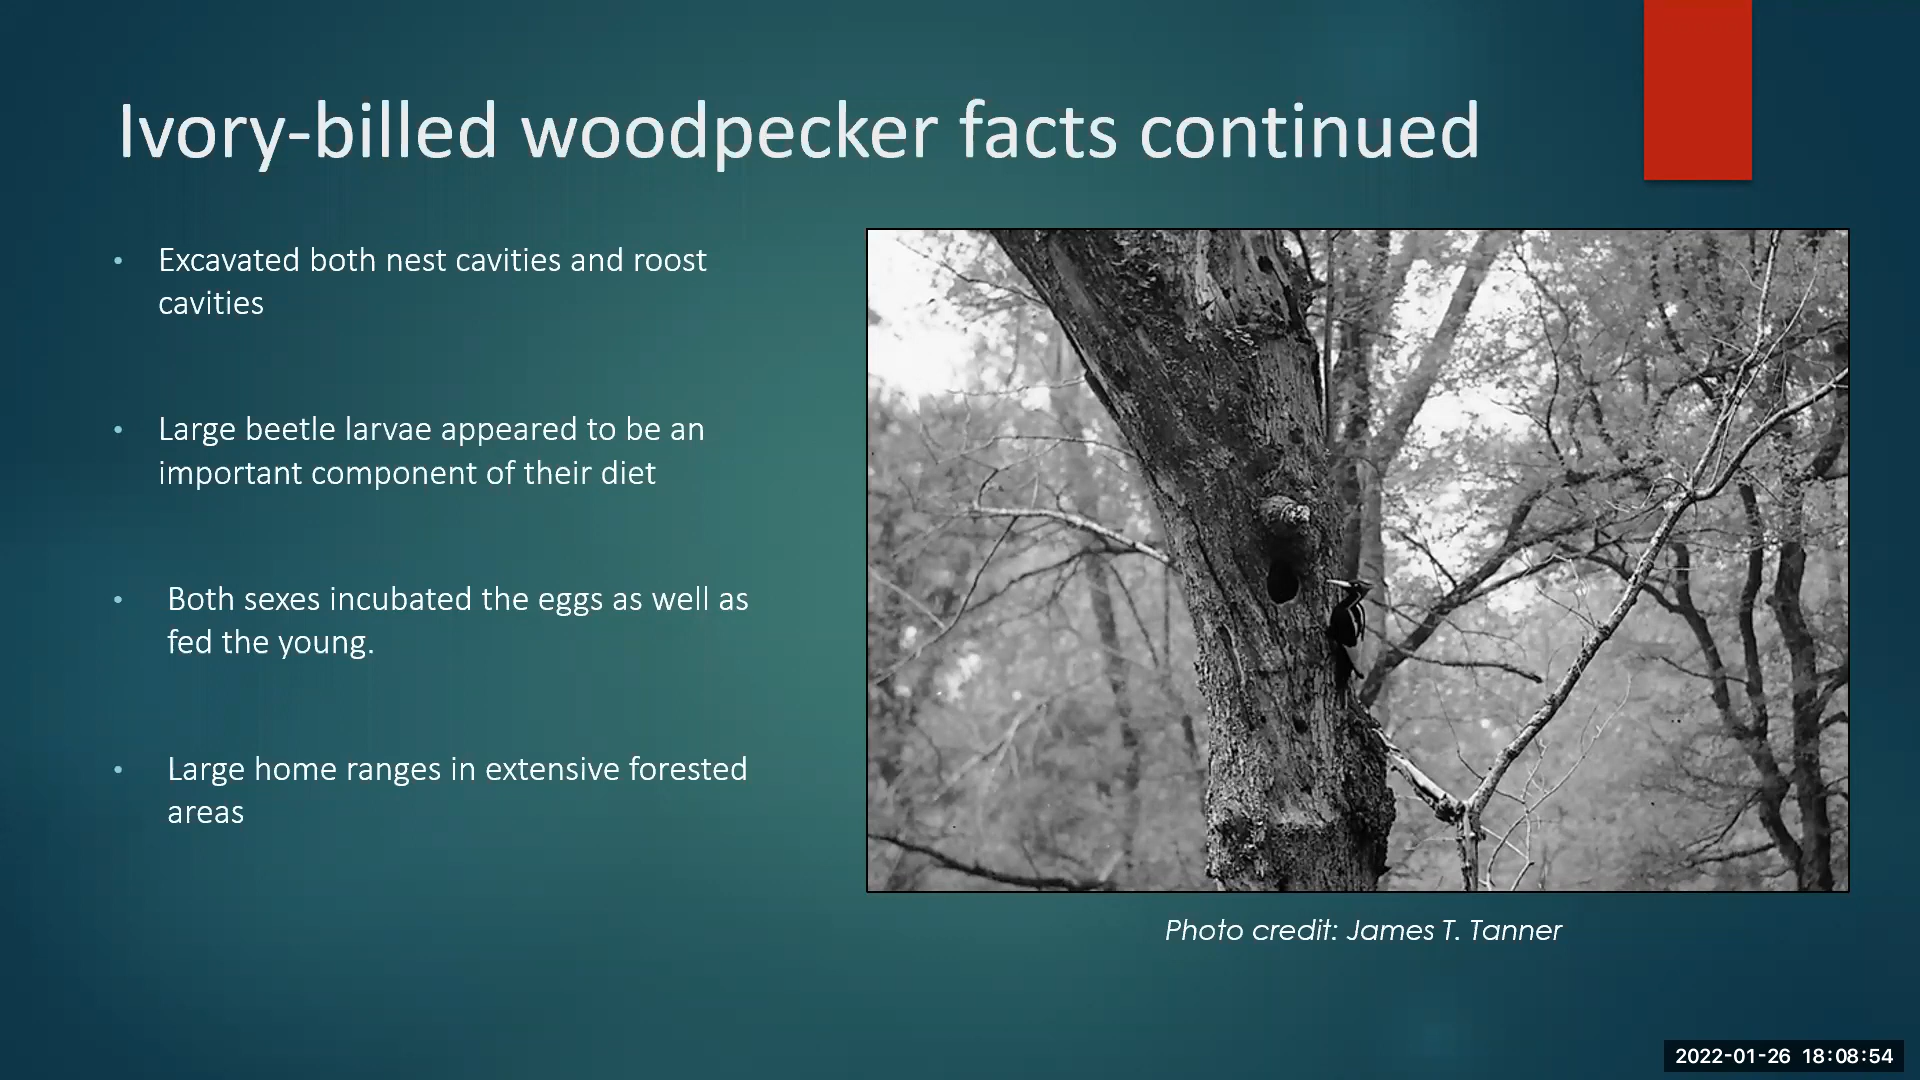 Ivory-billed woodpecker facts continued
• Excavated both nest cavities and roost
cavities
• Large beetle larvae appeared to be an
important component of their diet
• Both sexes incubated the eggs as well as
fed the young.
• Large home ranges in extensive forested
areas
Photo credit: James T. Tanner
2022-01-26 18:08:54